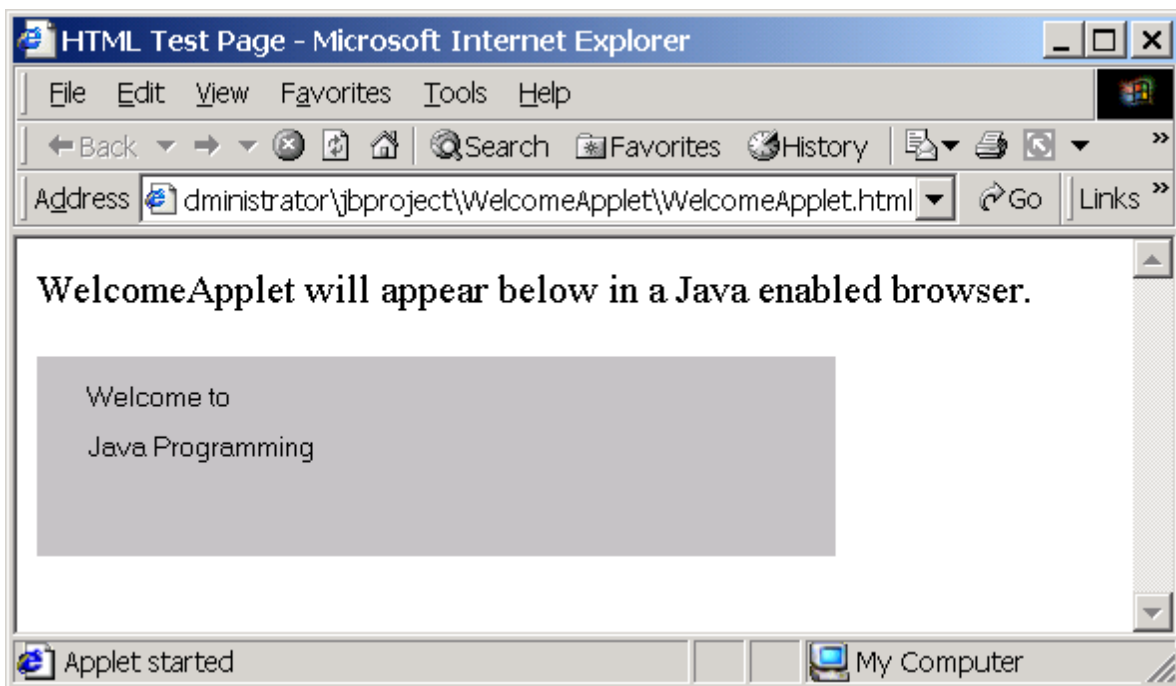 HTML Test Page - Microsoft Internet Explorer
File Edit View Favorites Tools Help
Back Search Favorites History »
Address dministrator\jbproject\WelcomeApplet\WelcomeApplet.html Go Links »
WelcomeApplet will appear below in a Java enabled browser.
Welcome to
Java Programming
Applet started My Computer